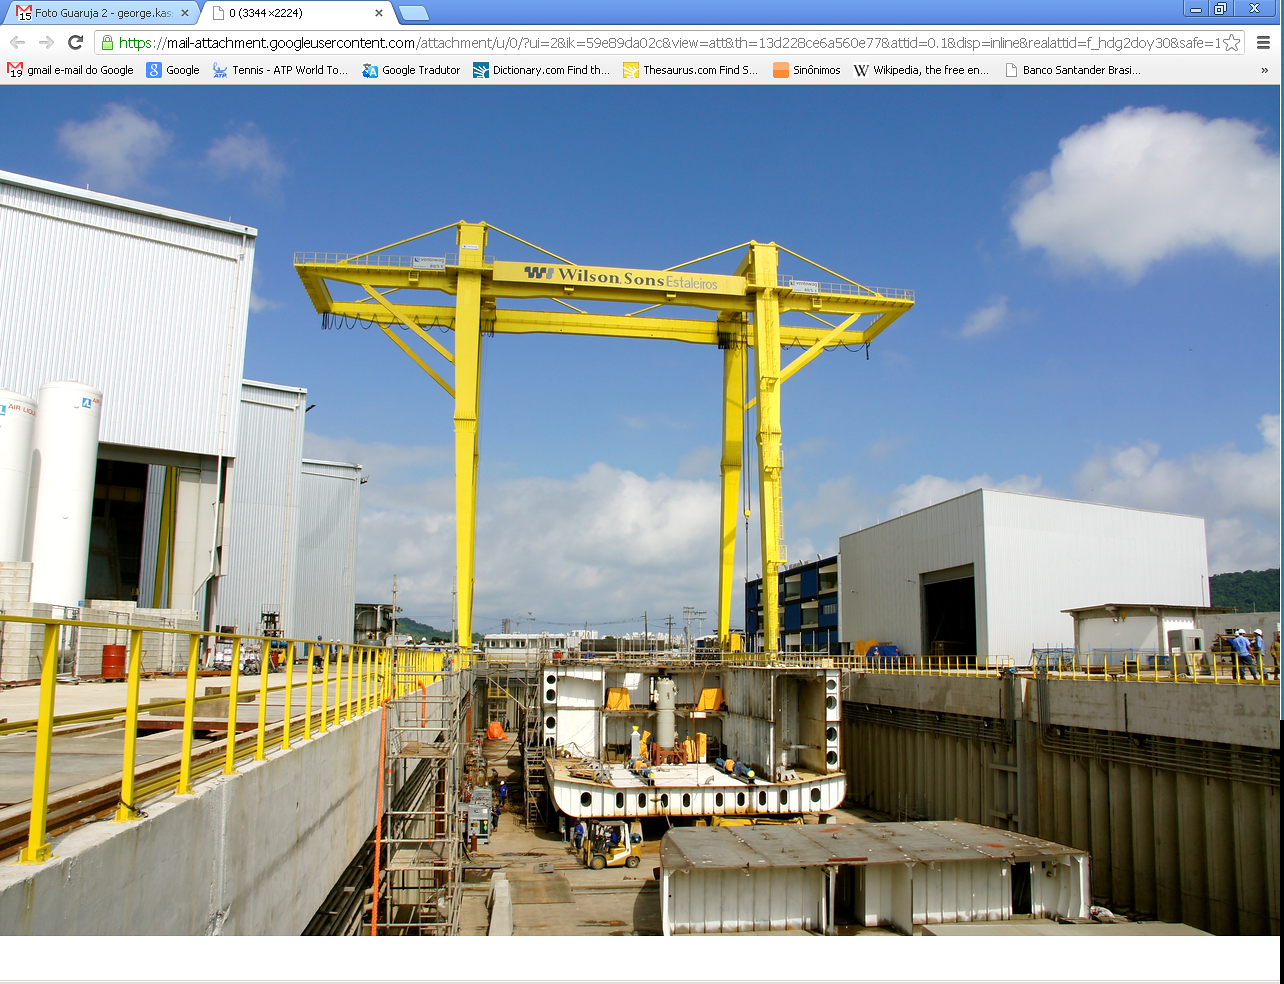 Foto Guaruja 2 - george.kas
0 (3344×2224)
https://mail-attachment.googleusercontent.com/attachment/u/0/?ui=2&ik=59e89da02c&view=att&th=13d228ce6a560e77&attid=0.1&disp=inline&realattid=f_hdg2doy30&safe=1
gmail e-mail do Google
Google
Tennis - ATP World To...
Google Tradutor
Dictionary.com Find th...
Thesaurus.com Find S...
Sinônimos
Wikipedia, the free en...
Banco Santander Brasi...
»
Wilson, Sons Estaleiros
AIR LIQU